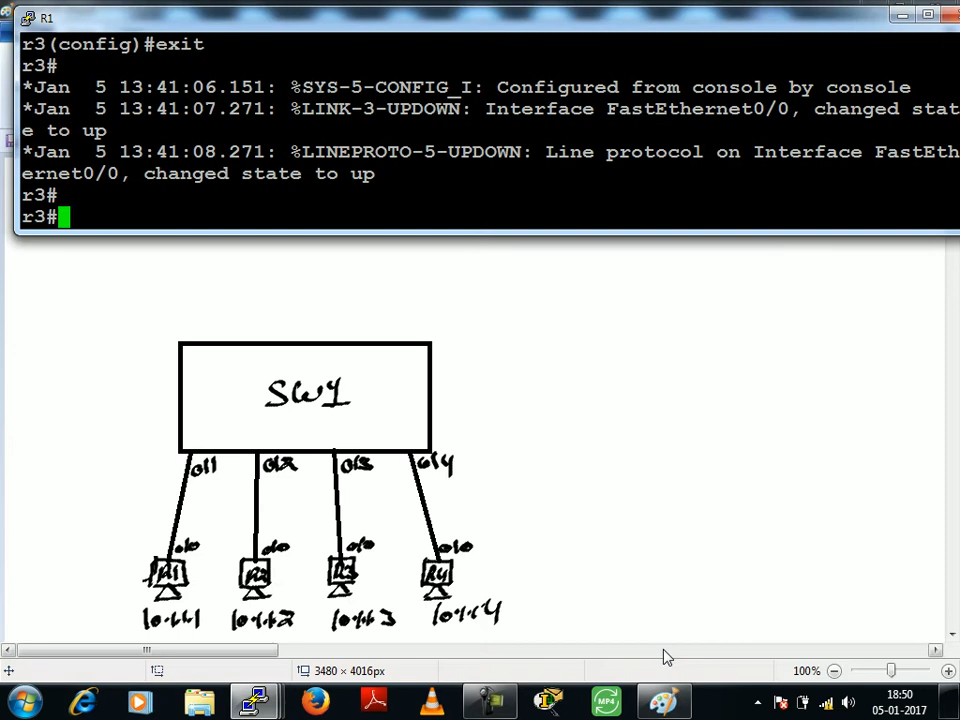 R1
r3(config)#exit
r3#
*Jan  5 13:41:06.151: %SYS-5-CONFIG_I: Configured from console by console
*Jan  5 13:41:07.271: %LINK-3-UPDOWN: Interface FastEthernet0/0, changed stat
e to up
*Jan  5 13:41:08.271: %LINEPROTO-5-UPDOWN: Line protocol on Interface FastEth
ernet0/0, changed state to up
r3#
r3#
SW1
0/1 0/2 0/3 0/4
0/0 0/0 0/0 0/0
R1 R2 R3 R4
10.1.1.1 10.1.1.2 10.1.1.3 10.1.1.4
3480 × 4016px
100%
MP4
18:50
05-01-2017